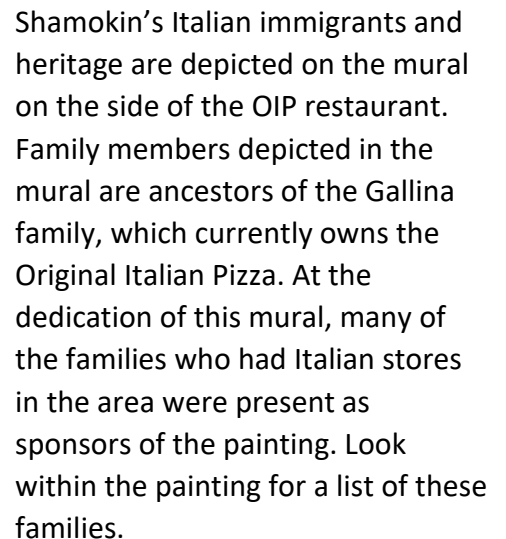 Shamokin’s Italian immigrants and
heritage are depicted on the mural
on the side of the OIP restaurant.
Family members depicted in the
mural are ancestors of the Gallina
family, which currently owns the
Original Italian Pizza. At the
dedication of this mural, many of
the families who had Italian stores
in the area were present as
sponsors of the painting. Look
within the painting for a list of these
families.